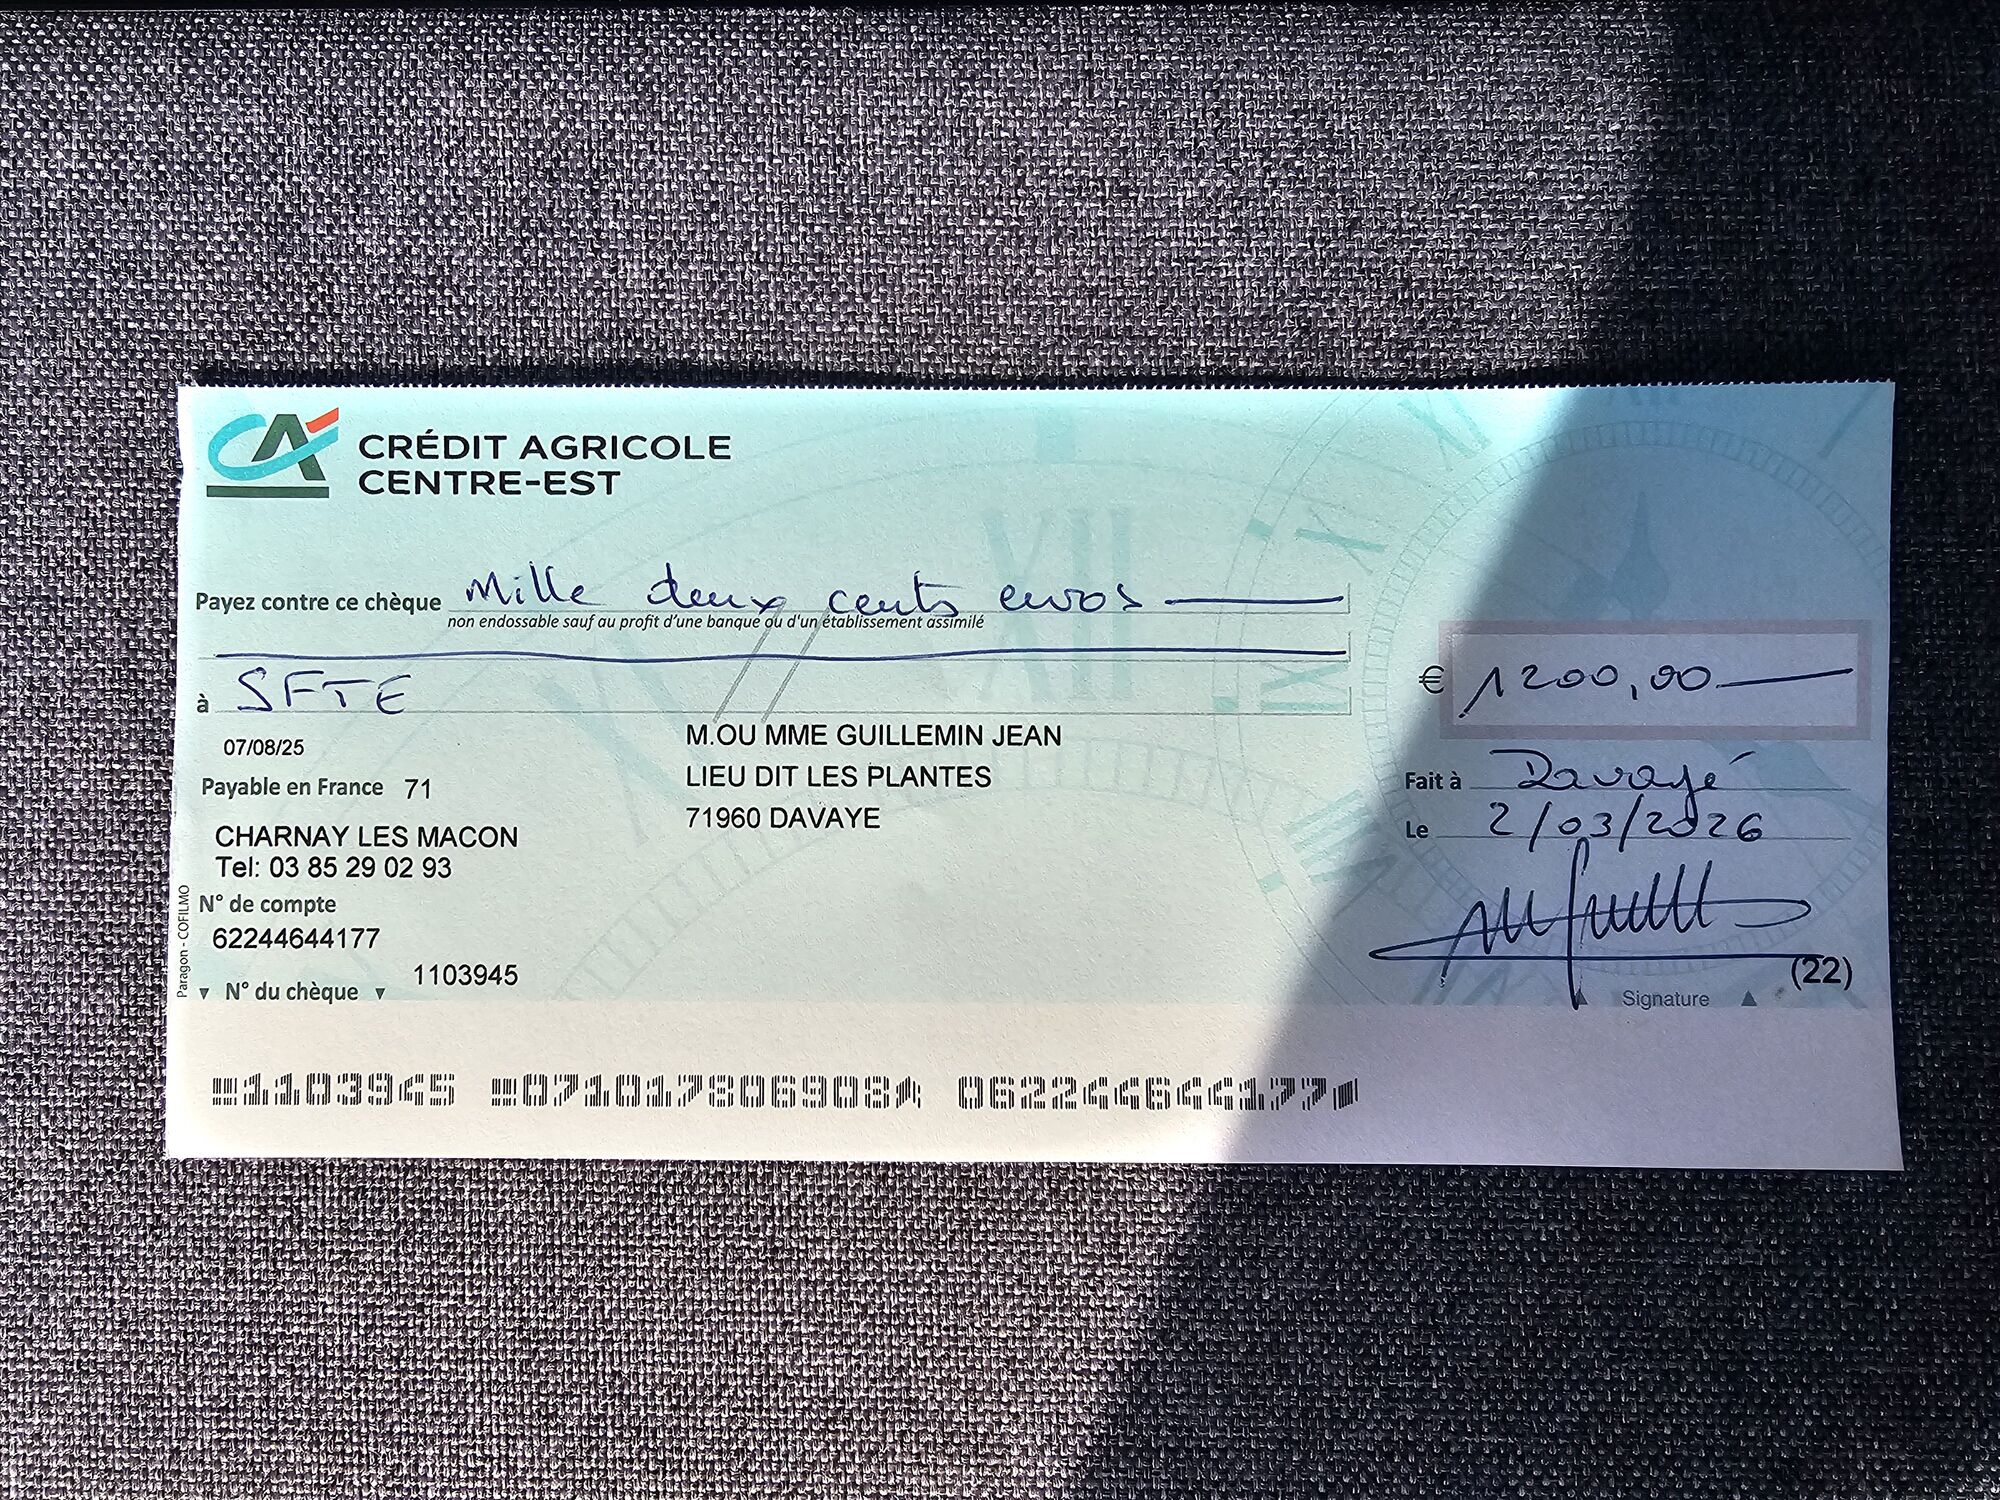 CRÉDIT AGRICOLE
CENTRE-EST
Payez contre ce chèque Mille deux cents euros
non endossable sauf au profit d'une banque ou d'un établissement assimilé
€ 1200,00
à SFTE
07/08/25
Payable en France 71
CHARNAY LES MACON
Tel: 03 85 29 02 93
N° de compte
62244644177
N° du chèque 1103945
M.OU MME GUILLEMIN JEAN
LIEU DIT LES PLANTES
71960 DAVAYE
Fait à Davayé
Le 2/03/2026
(22)
Signature
Paragon - COFILMO
1103945 071017806908 062244644177